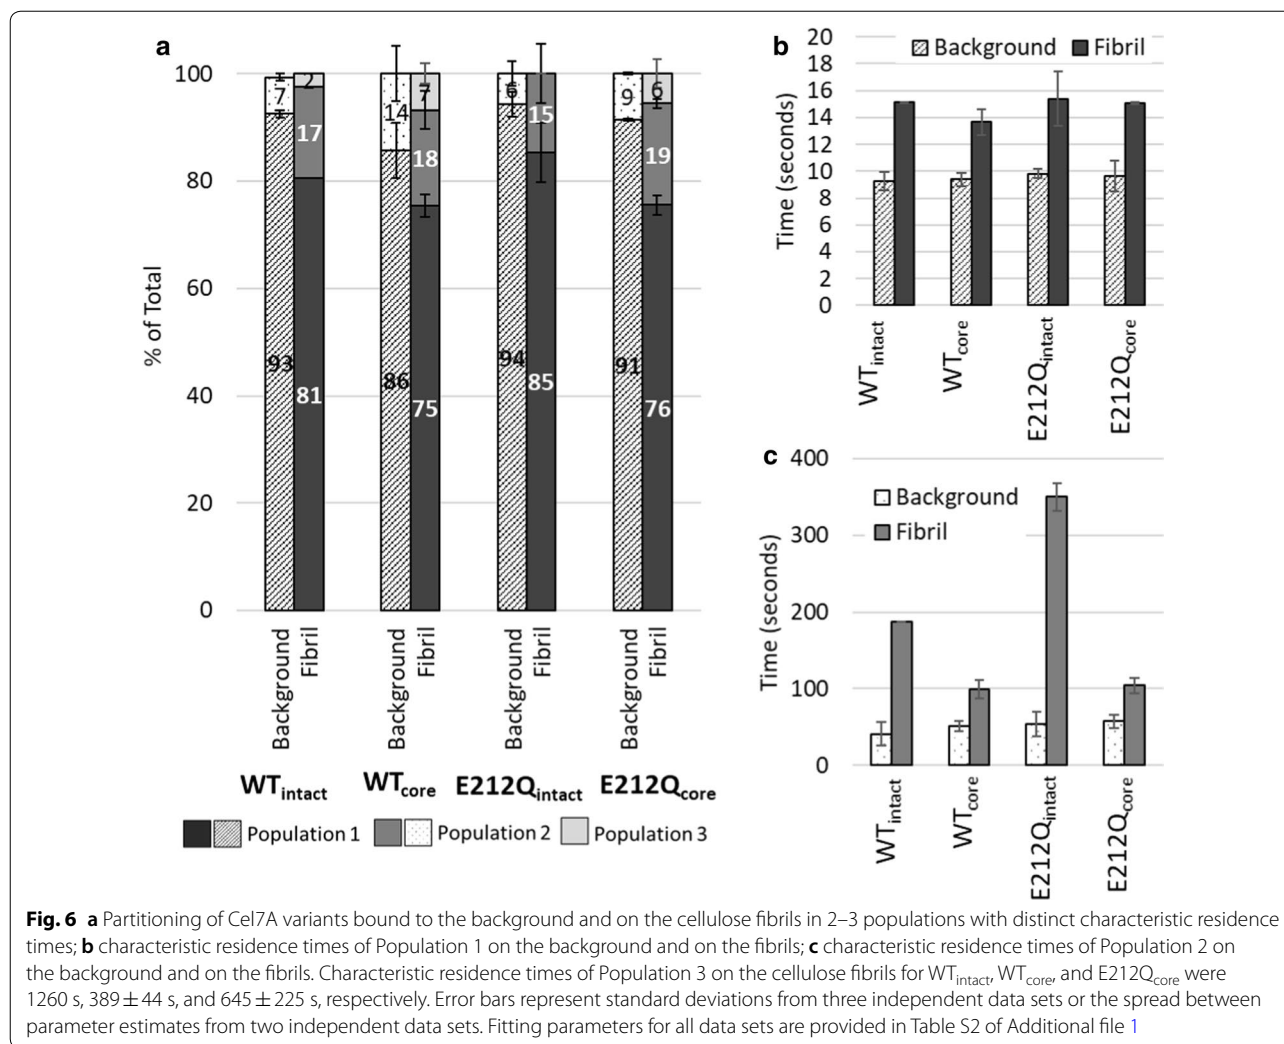 a
100
80
60
40
20
0
% of Total
7
2
17
93
81
14
7
18
86
75
6
15
94
85
9
6
19
91
76
Background
Fibril
Background
Fibril
Background
Fibril
Background
Fibril
WTintact
WTcore
E212Qintact
E212Qcore
Population 1
Population 2
Population 3
b
20
18
16
14
12
10
8
6
4
2
0
Time (seconds)
Background
Fibril
WTintact
WTcore
E212Qintact
E212Qcore
c
400
300
200
100
0
Time (seconds)
Background
Fibril
WTintact
WTcore
E212Qintact
E212Qcore
Fig. 6 a Partitioning of Cel7A variants bound to the background and on the cellulose fibrils in 2–3 populations with distinct characteristic residence
times; b characteristic residence times of Population 1 on the background and on the fibrils; c characteristic residence times of Population 2 on
the background and on the fibrils. Characteristic residence times of Population 3 on the cellulose fibrils for WTintact, WTcore, and E212Qcore were
1260 s, 389 ± 44 s, and 645 ± 225 s, respectively. Error bars represent standard deviations from three independent data sets or the spread between
parameter estimates from two independent data sets. Fitting parameters for all data sets are provided in Table S2 of Additional file 1